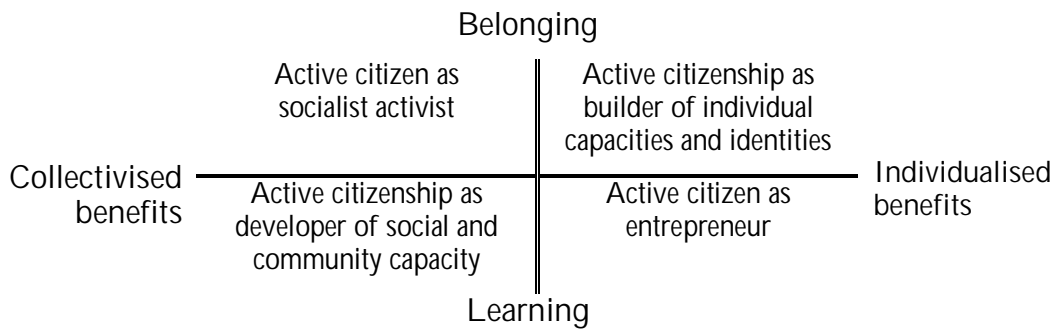 Belonging
Active citizen as
socialist activist
Active citizenship as
builder of individual
capacities and identities
Collectivised
benefits
Individualised
benefits
Active citizenship as
developer of social and
community capacity
Active citizen as
entrepreneur
Learning